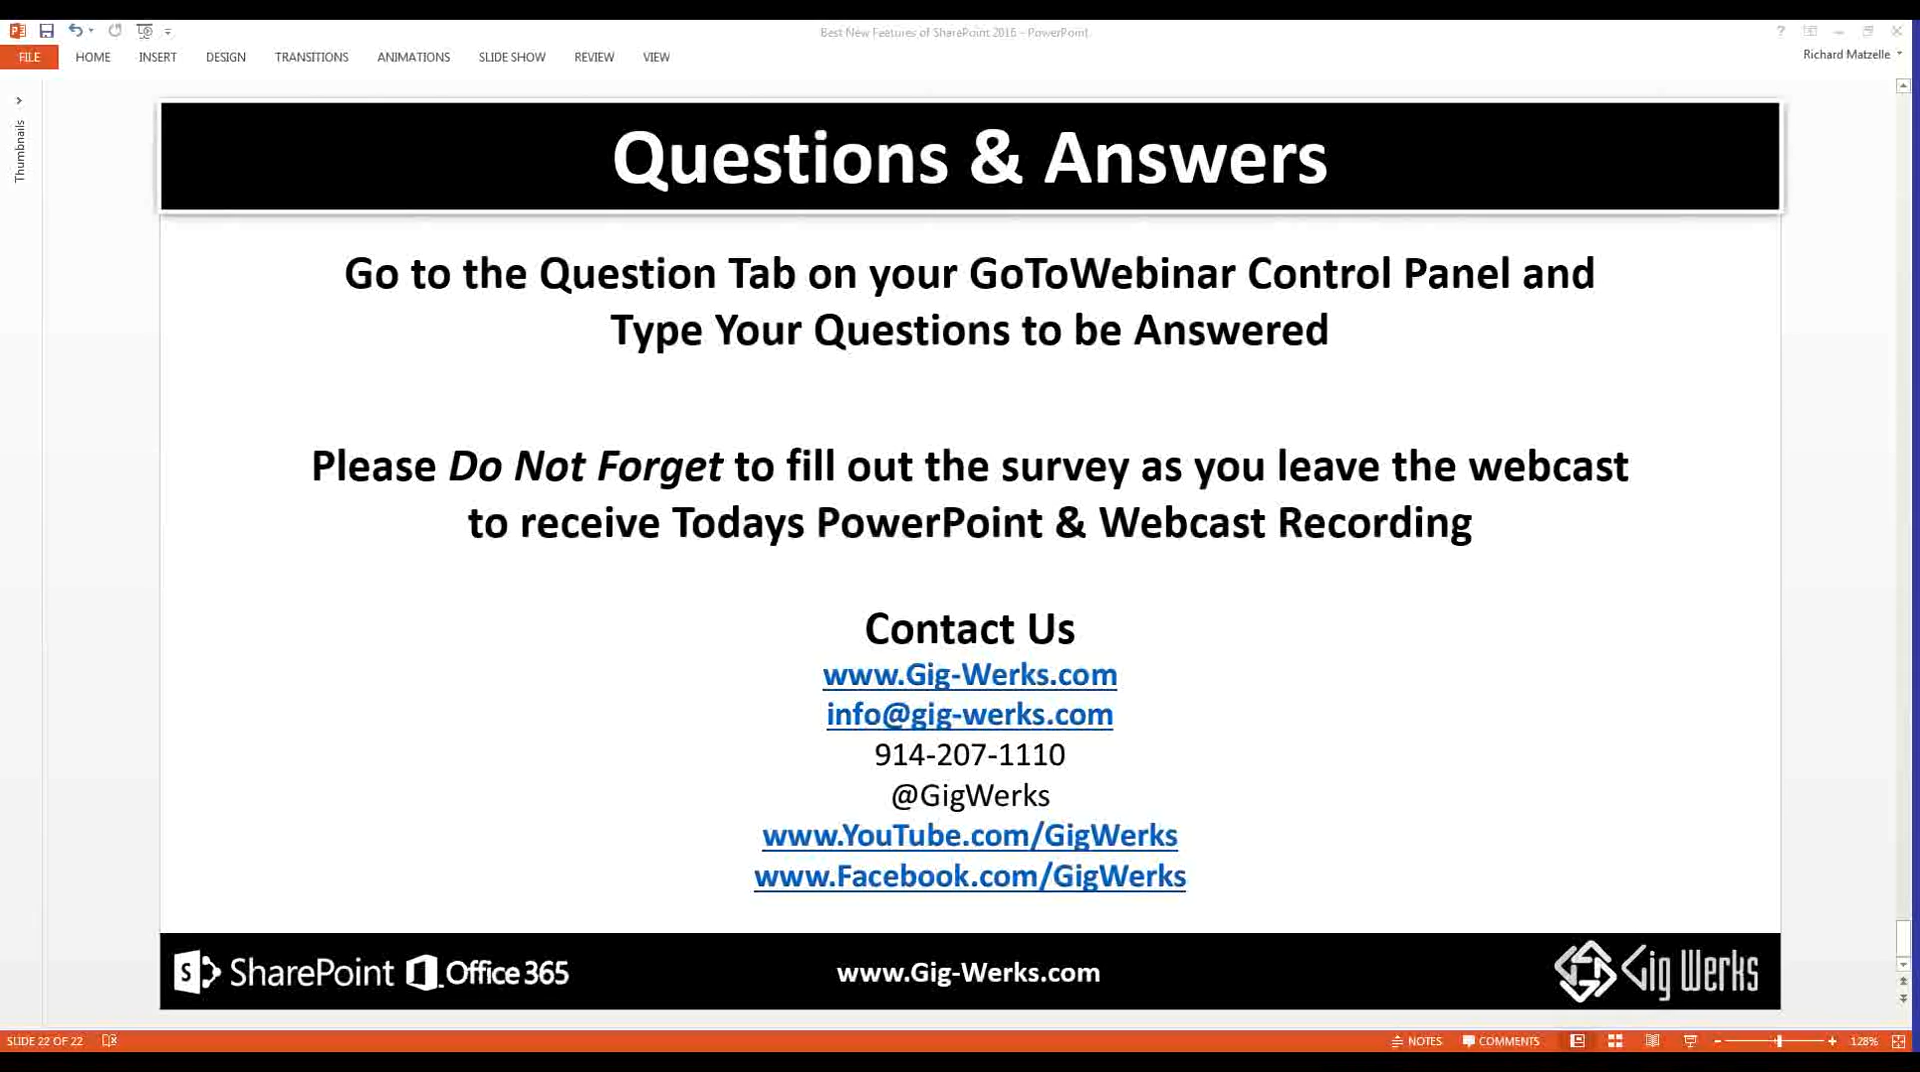 Best New Features of SharePoint 2016 - PowerPoint
?
FILE HOME INSERT DESIGN TRANSITIONS ANIMATIONS SLIDE SHOW REVIEW VIEW
Richard Matzelle
Thumbnails
Questions & Answers
Go to the Question Tab on your GoToWebinar Control Panel and
Type Your Questions to be Answered
Please Do Not Forget to fill out the survey as you leave the webcast
to receive Todays PowerPoint & Webcast Recording
Contact Us
www.Gig-Werks.com
info@gig-werks.com
914-207-1110
@GigWerks
www.YouTube.com/GigWerks
www.Facebook.com/GigWerks
SharePoint Office 365
www.Gig-Werks.com
Gig Werks
SLIDE 22 OF 22
NOTES COMMENTS 128%